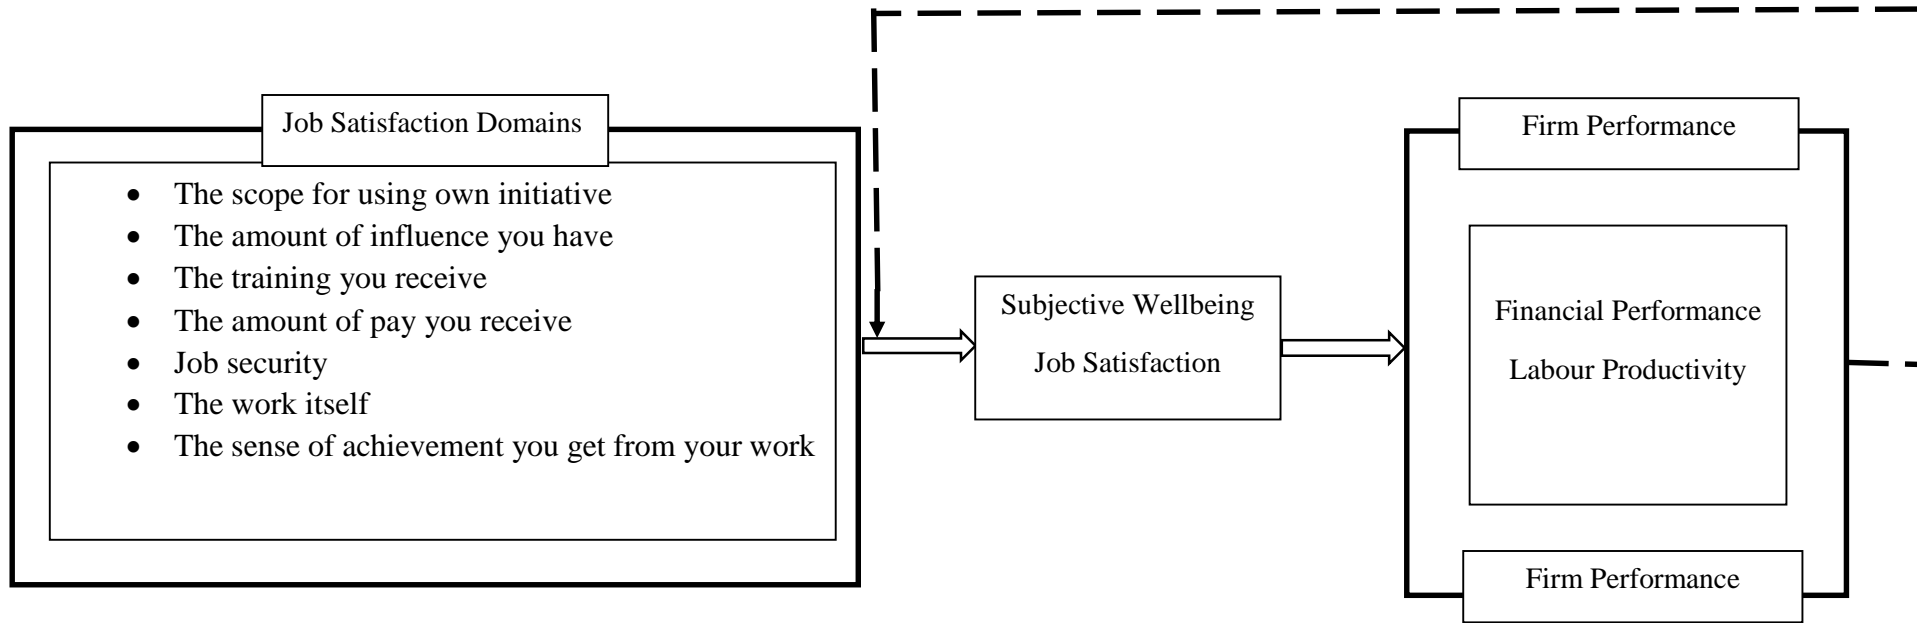 Job Satisfaction Domains
• The scope for using own initiative
• The amount of influence you have
• The training you receive
• The amount of pay you receive
• Job security
• The work itself
• The sense of achievement you get from your work
Subjective Wellbeing
Job Satisfaction
Firm Performance
Financial Performance
Labour Productivity
Firm Performance